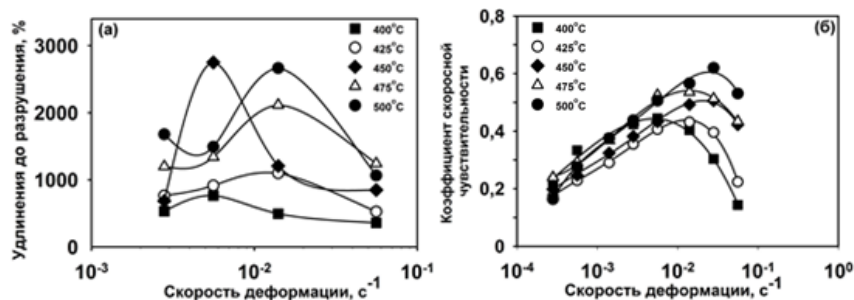 (а)
400°C
425°C
450°C
475°C
500°C
3000
2000
1000
0
10-3
10-2
10-1
Удлинения до разрушения, %
Скорость деформации, с-1
(б)
400°C
425°C
450°C
475°C
500°C
0,8
0,6
0,4
0,2
0
10-4
10-3
10-2
10-1
100
Коэффициент скоросной
чувствительности
Скорость деформации, с-1